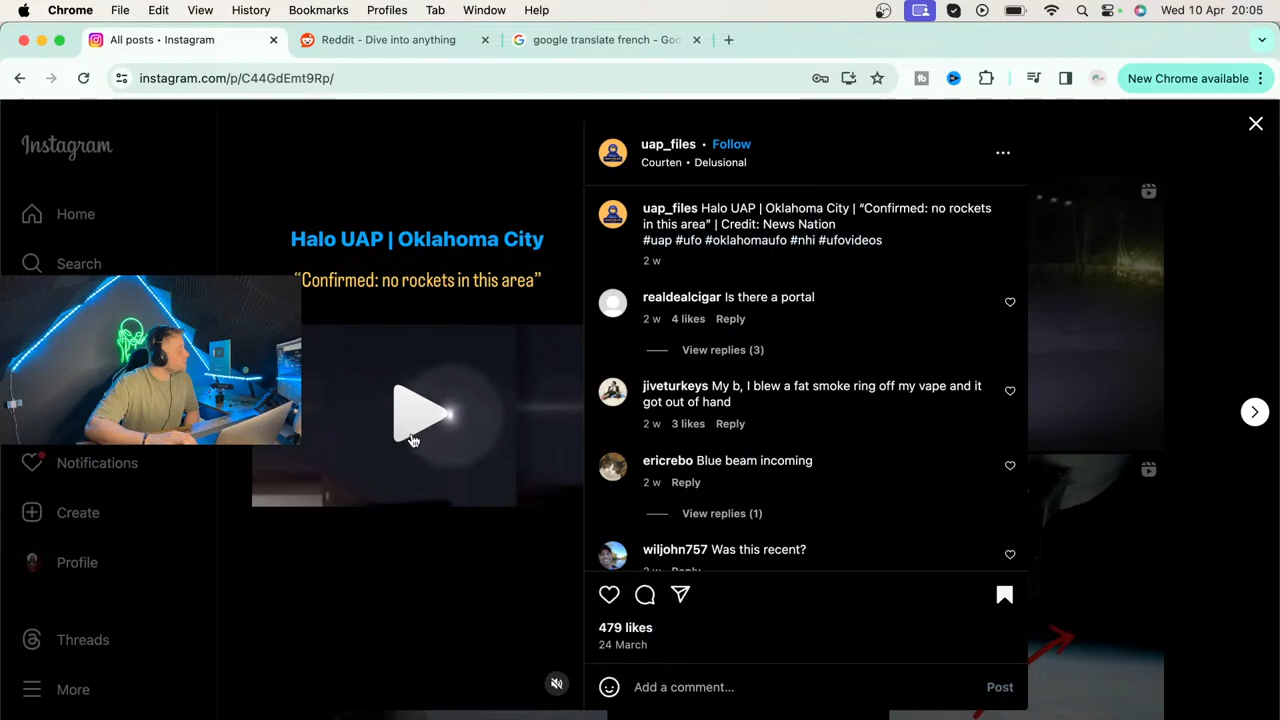 Chrome File Edit View History Bookmarks Profiles Tab Window Help Wed 10 Apr 20:05
All posts • Instagram Reddit - Dive into anything google translate french - Goo
instagram.com/p/C44GdEmt9Rp/ New Chrome available
Instagram
Home
Search
Notifications
Create
Profile
Threads
More
Halo UAP | Oklahoma City
“Confirmed: no rockets in this area”
uap_files • Follow
Courten • Delusional
uap_files Halo UAP | Oklahoma City | “Confirmed: no rockets
in this area” | Credit: News Nation
#uap #ufo #oklahomaufo #nhi #ufovideos
2 w
realdealcigar Is there a portal
2 w 4 likes Reply
View replies (3)
jiveturkeys My b, I blew a fat smoke ring off my vape and it
got out of hand
2 w 3 likes Reply
ericrebo Blue beam incoming
2 w Reply
View replies (1)
wiljohn757 Was this recent?
2 w Reply
479 likes
24 March
Add a comment… Post